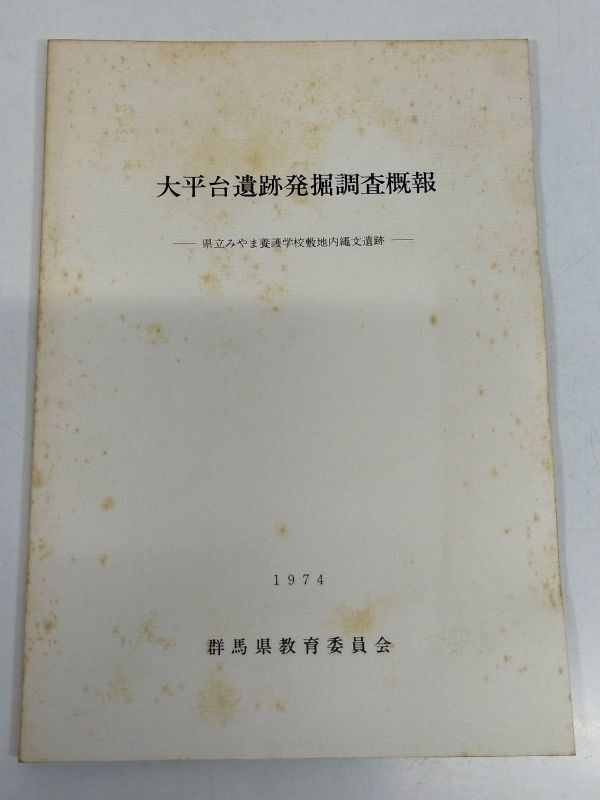 大平台遺跡発掘調査概報
── 県立みやま養護学校敷地内縄文遺跡 ──
1974
群馬県教育委員会